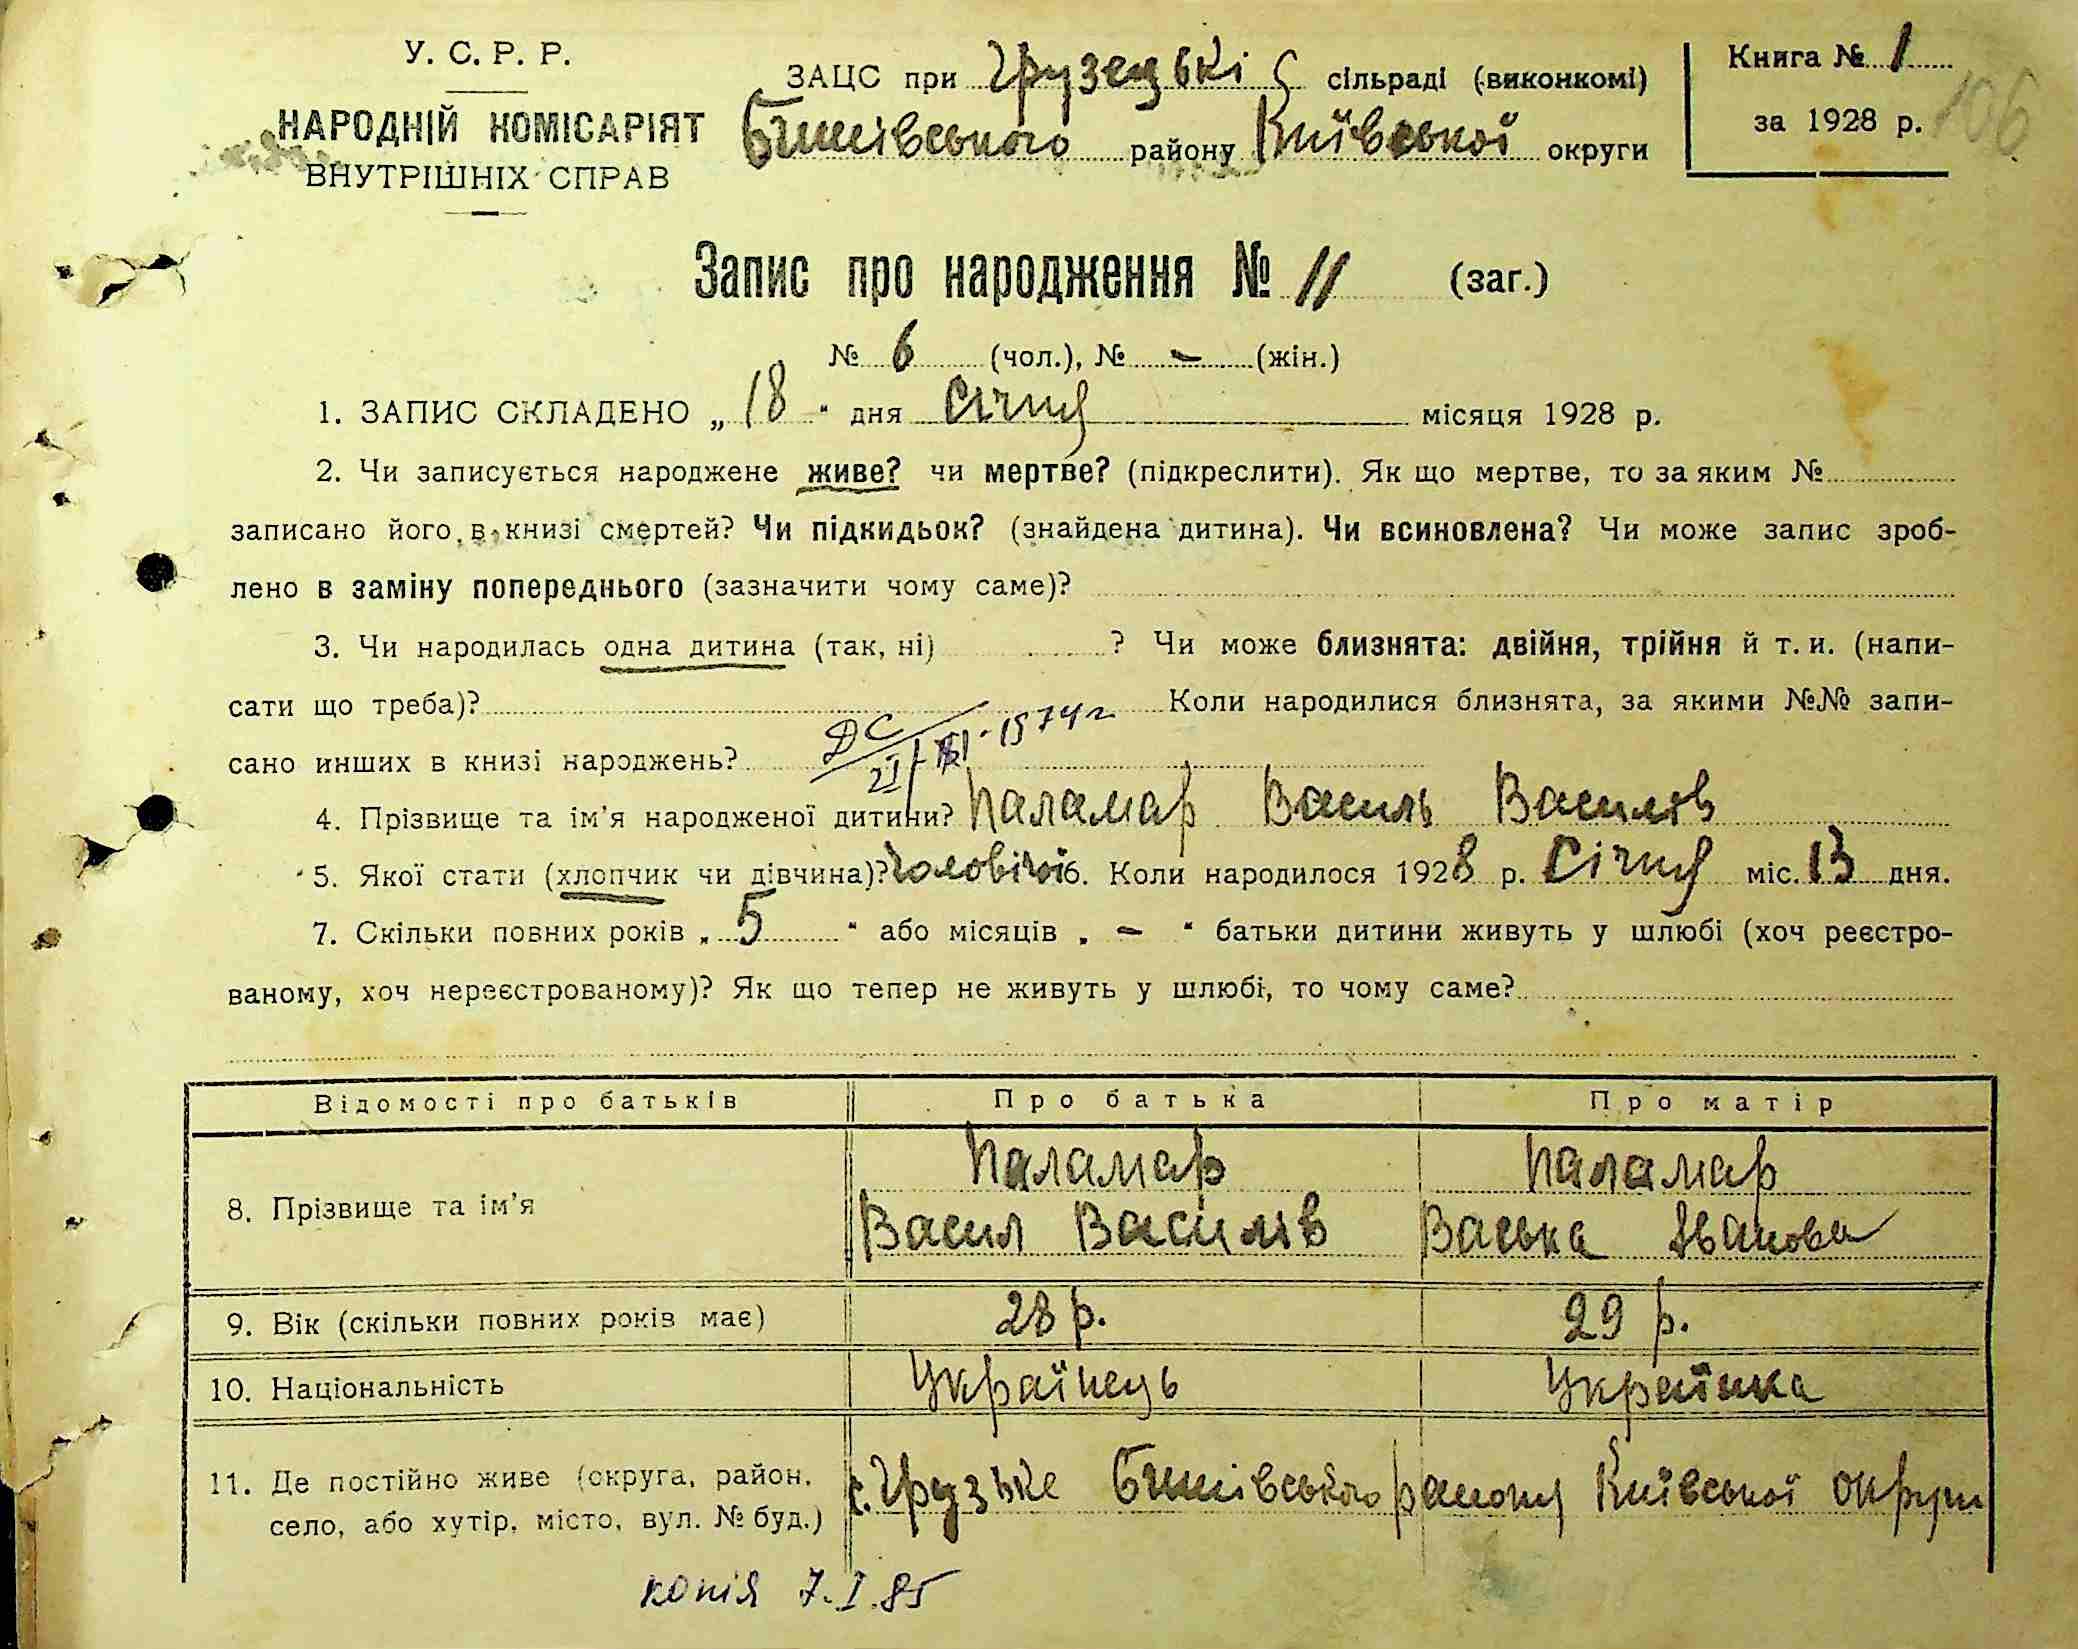 У. С. Р. Р.
НАРОДНІЙ КОМІСАРІЯТ
ВНУТРІШНІХ СПРАВ
ЗАЦС при Грузецькі С сільраді (виконкомі)
Бишівського району Київської округи
Книга № 1
за 1928 р.
106
Запис про народження № 11 (заг.)
№ 6 (чол.), № – (жін.)
1. ЗАПИС СКЛАДЕНО „ 18 “ дня Січня місяця 1928 р.
2. Чи записується народжене живе? чи мертве? (підкреслити). Як що мертве, то за яким №
записано його в книзі смертей? Чи підкидьок? (знайдена дитина). Чи всиновлена? Чи може запис зроб-
лено в заміну попереднього (зазначити чому саме)?
3. Чи народилась одна дитина (так, ні) ? Чи може близнята: двійня, трійня й т. и. (напи-
сати що треба)? Коли народилися близнята, за якими №№ запи-
сано инших в книзі народжень? ДС 1974 г
4. Прізвище та ім’я народженої дитини? Паламар Василь Василів
5. Якої стати (хлопчик чи дівчина)? Чоловічої 6. Коли народилося 1928 р. Січня міс. 13 дня.
7. Скільки повних років „ 5 “ або місяців „ – “ батьки дитини живуть у шлюбі (хоч реєстро-
ваному, хоч нереєстрованому)? Як що тепер не живуть у шлюбі, то чому саме?
Відомості про батьків Про батька Про матір
8. Прізвище та ім’я
Паламар Паламар
Васил Василів Васька Іванова
9. Вік (скільки повних років має) 28 р. 29 р.
10. Національність Українець Українка
11. Де постійно живе (округа, район, село, або хутір, місто, вул. № буд.)
с. Грузьке Бишівського району Київської округи
копія 7.I.85